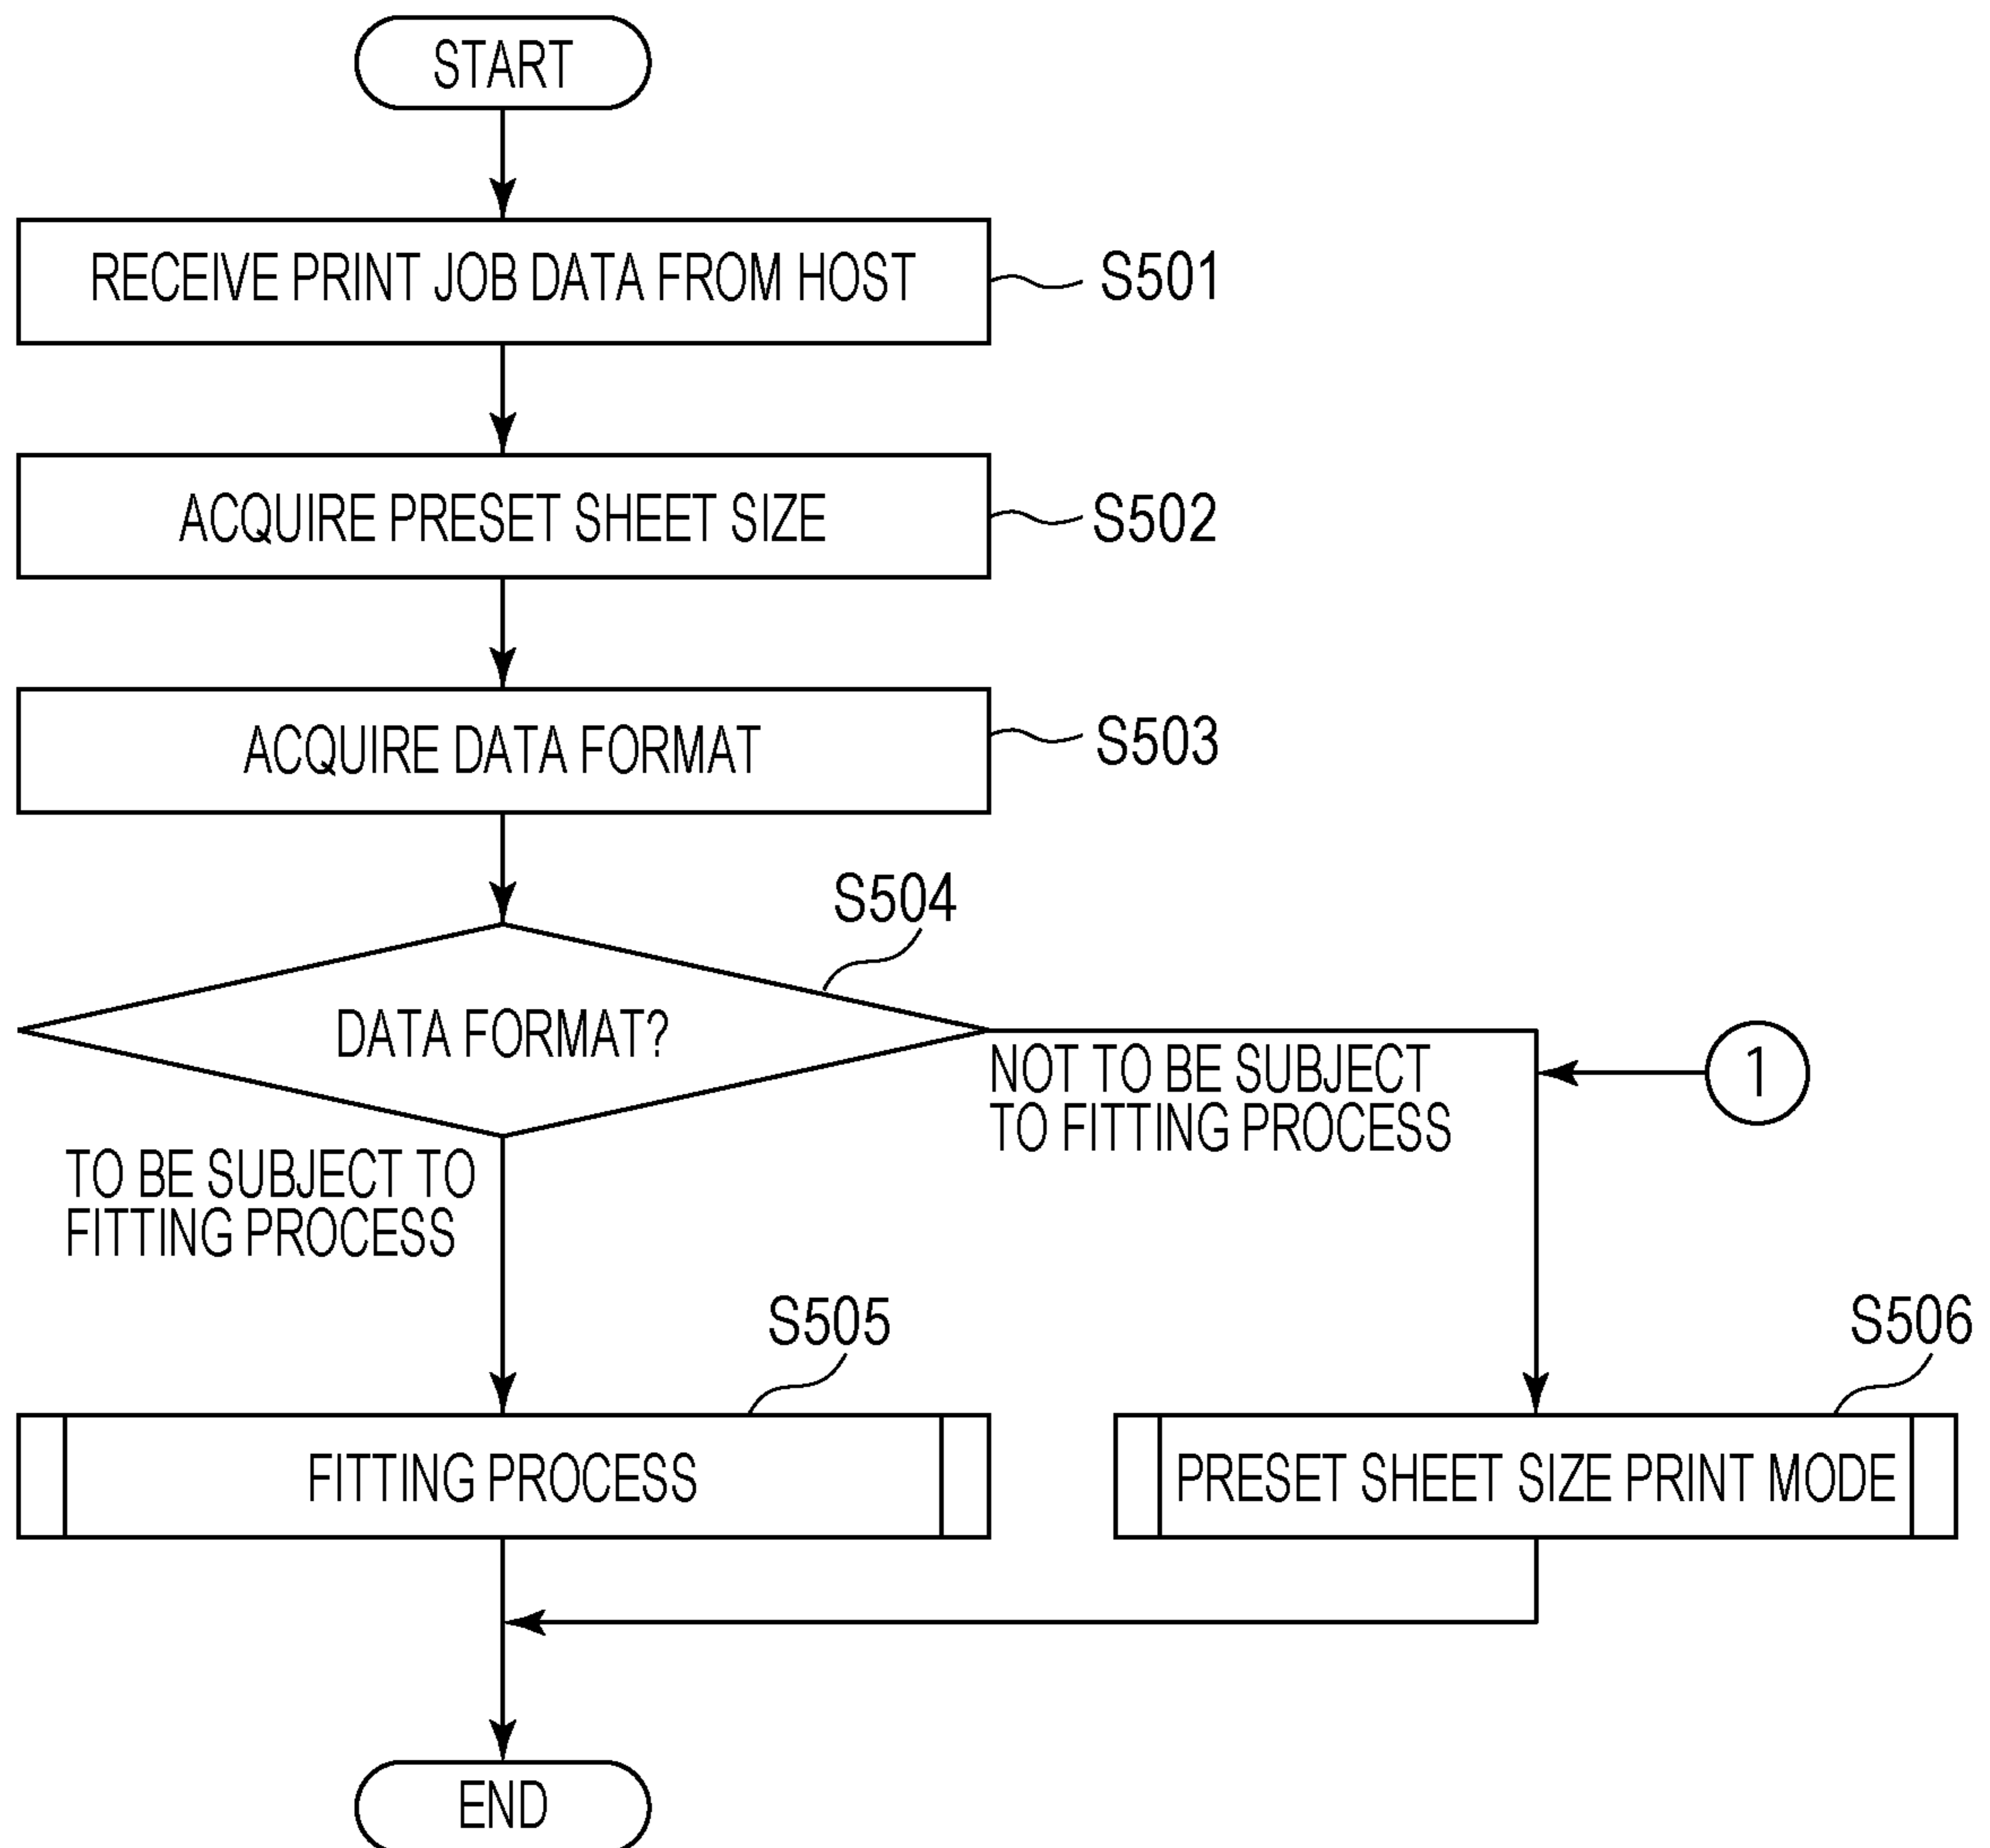 START
RECEIVE PRINT JOB DATA FROM HOST
S501
ACQUIRE PRESET SHEET SIZE
S502
ACQUIRE DATA FORMAT
S503
S504
DATA FORMAT?
NOT TO BE SUBJECT
TO FITTING PROCESS
1
TO BE SUBJECT TO
FITTING PROCESS
S505
S506
FITTING PROCESS
PRESET SHEET SIZE PRINT MODE
END